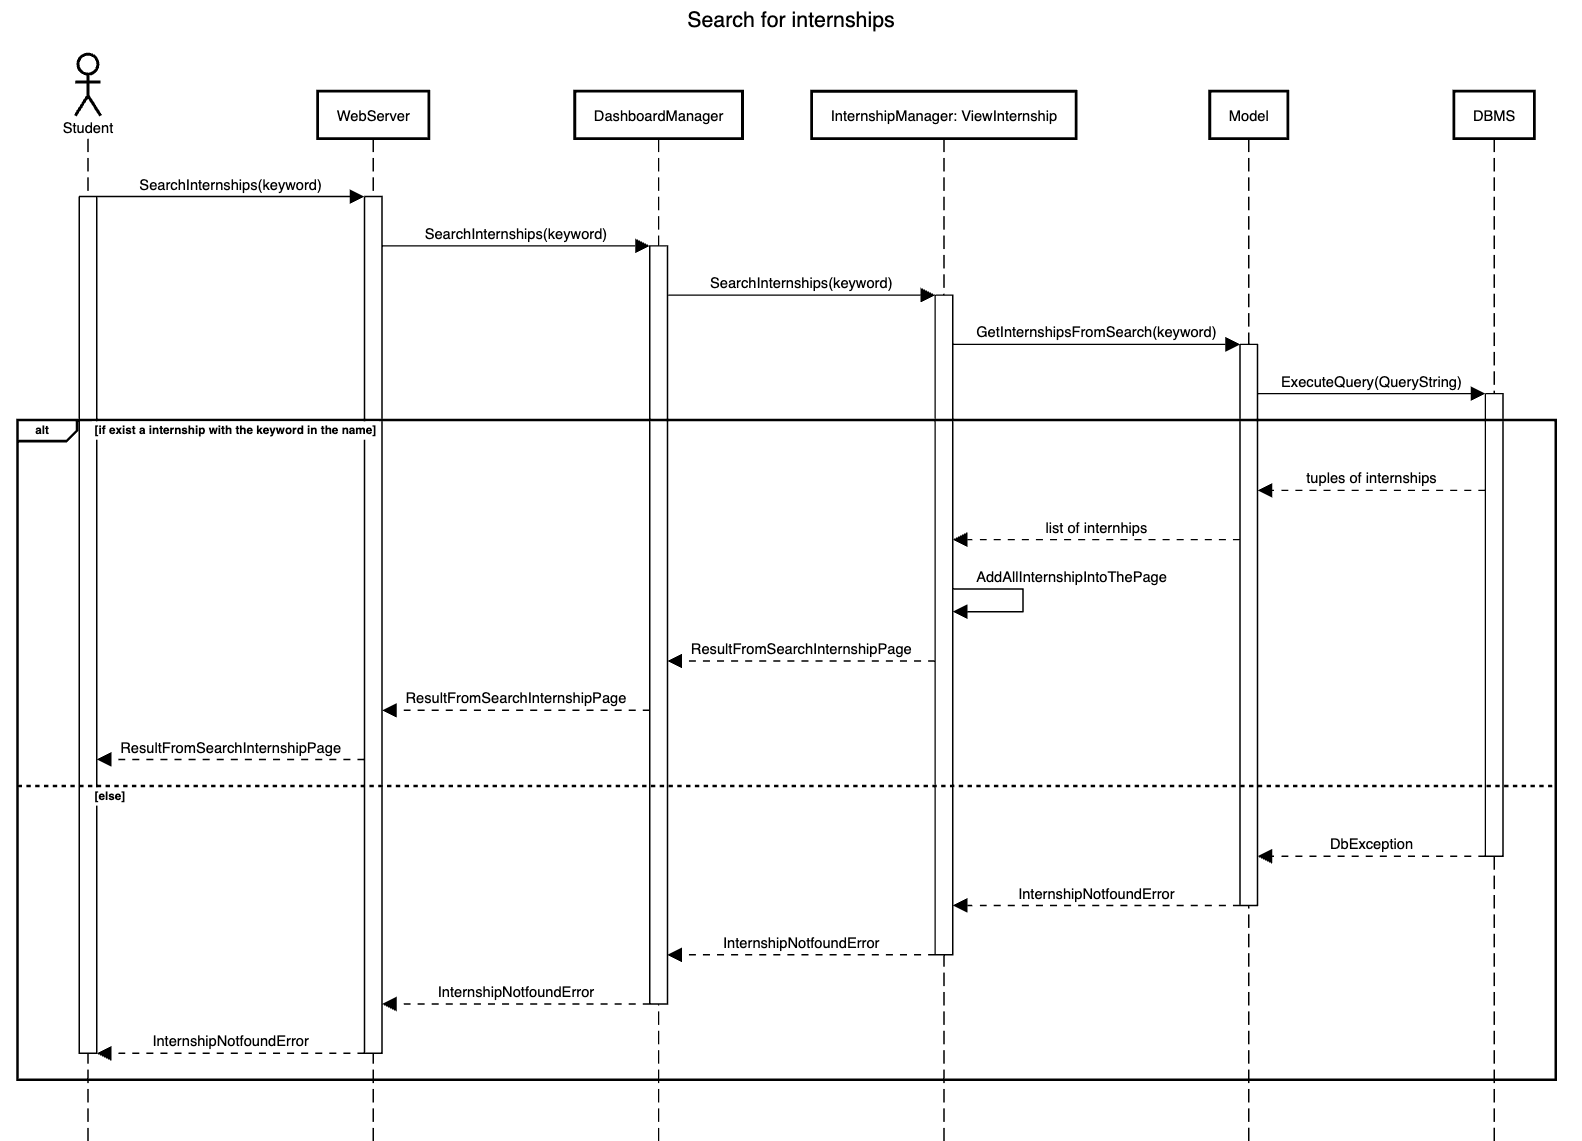 Search for internships
Student
WebServer
DashboardManager
InternshipManager: ViewInternship
Model
DBMS
SearchInternships(keyword)
SearchInternships(keyword)
SearchInternships(keyword)
GetInternshipsFromSearch(keyword)
ExecuteQuery(QueryString)
alt
[if exist a internship with the keyword in the name]
tuples of internships
list of internhips
AddAllInternshipIntoThePage
ResultFromSearchInternshipPage
ResultFromSearchInternshipPage
ResultFromSearchInternshipPage
[else]
DbException
InternshipNotfoundError
InternshipNotfoundError
InternshipNotfoundError
InternshipNotfoundError